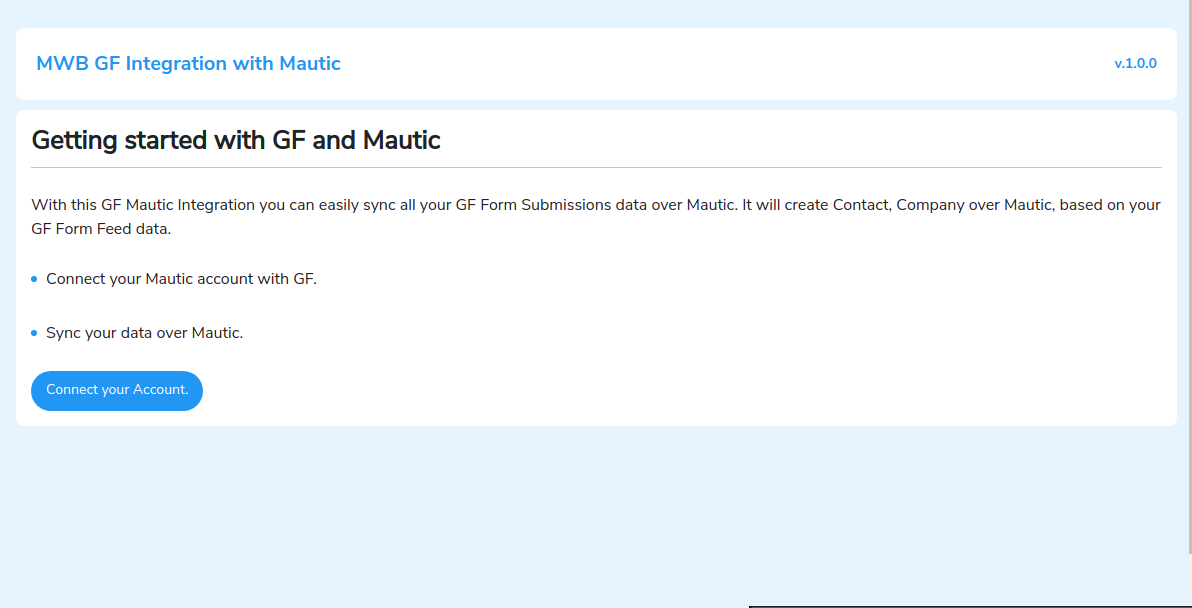 MWB GF Integration with Mautic
v.1.0.0
Getting started with GF and Mautic
With this GF Mautic Integration you can easily sync all your GF Form Submissions data over Mautic. It will create Contact, Company over Mautic, based on your
GF Form Feed data.
Connect your Mautic account with GF.
Sync your data over Mautic.
Connect your Account.